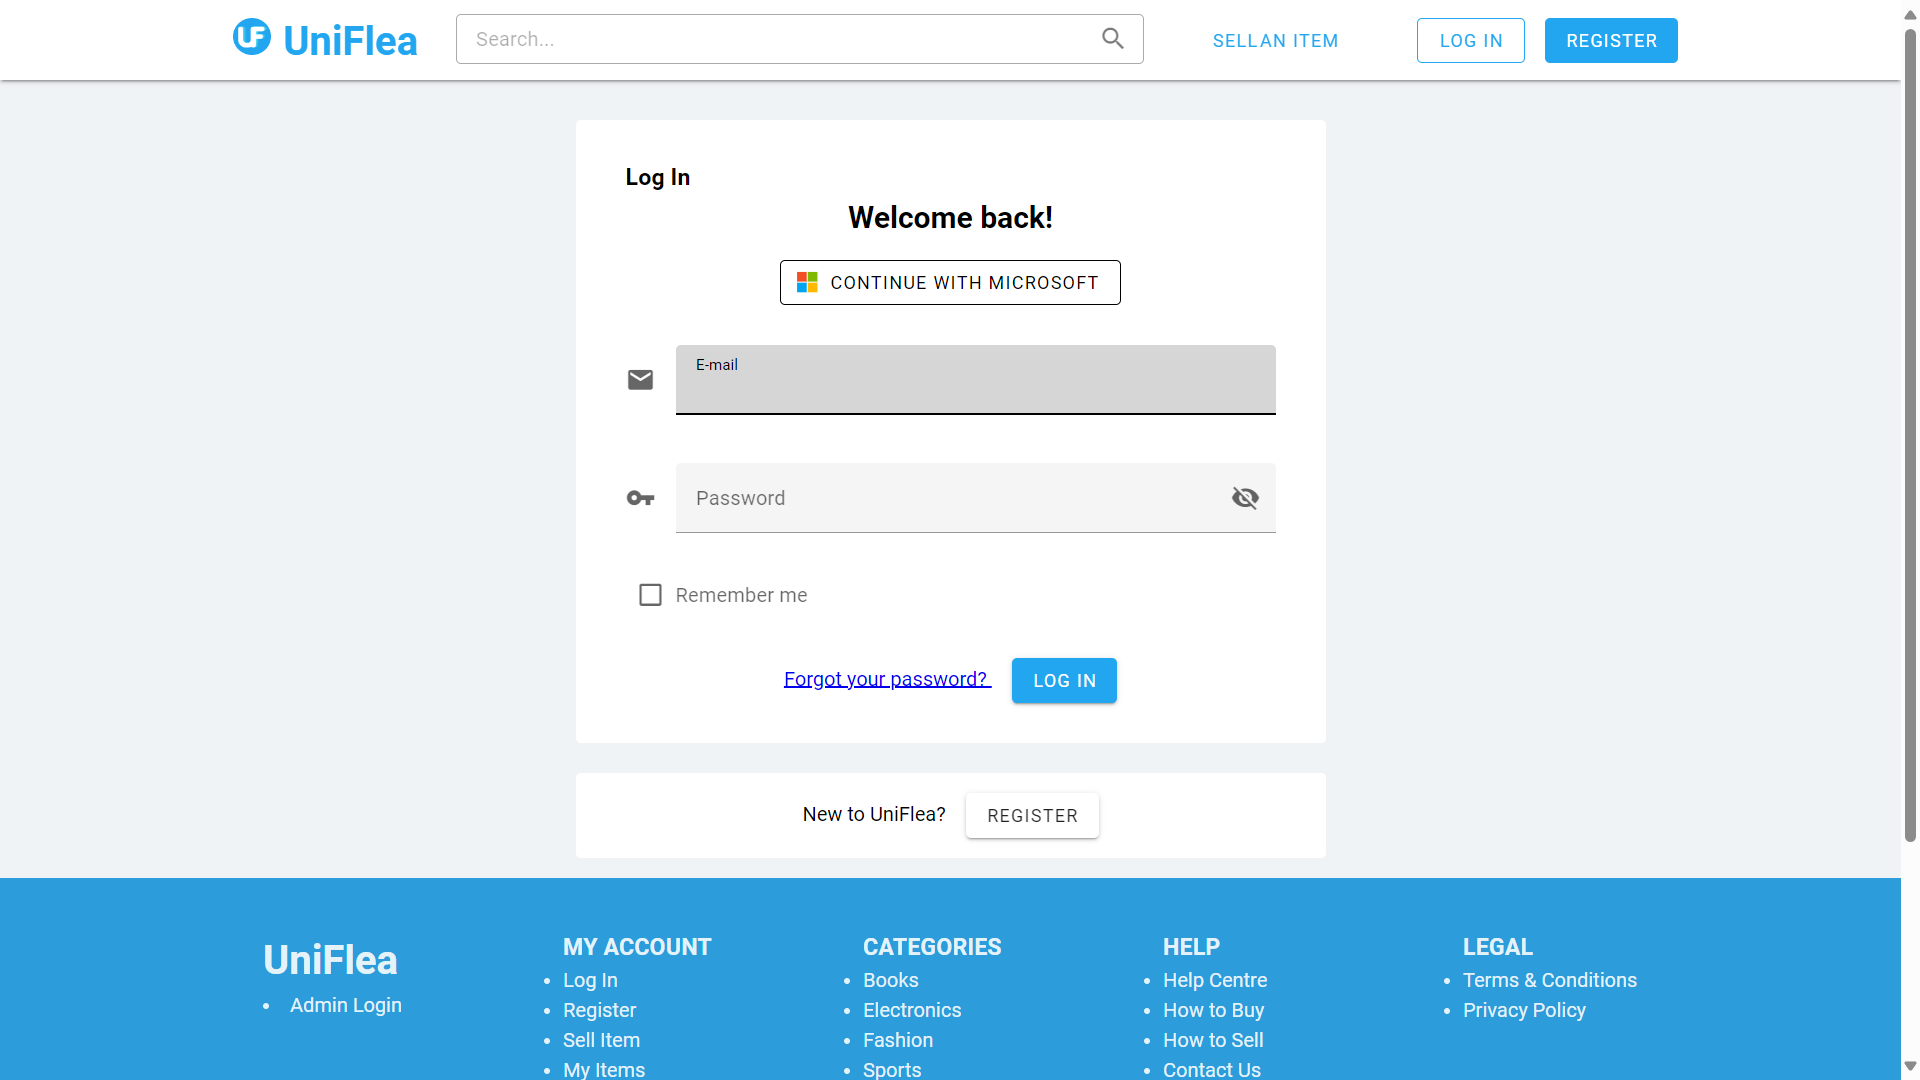 UF UniFlea
Search...
SELLAN ITEM
LOG IN
REGISTER
Log In
Welcome back!
CONTINUE WITH MICROSOFT
E-mail
Password
Remember me
Forgot your password?
LOG IN
New to UniFlea?
REGISTER
UniFlea
Admin Login
MY ACCOUNT
Log In
Register
Sell Item
My Items
CATEGORIES
Books
Electronics
Fashion
Sports
HELP
Help Centre
How to Buy
How to Sell
Contact Us
LEGAL
Terms & Conditions
Privacy Policy